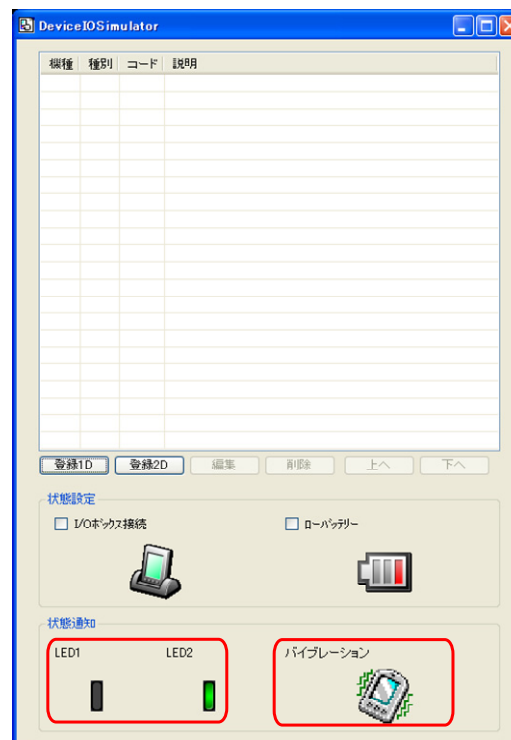 DeviceIOSimulator
機種 種別 コード 説明
登録1D 登録2D 編集 削除 上へ 下へ
状態設定
I/Oボックス接続 ローバッテリー
状態通知
LED1 LED2 バイブレーション